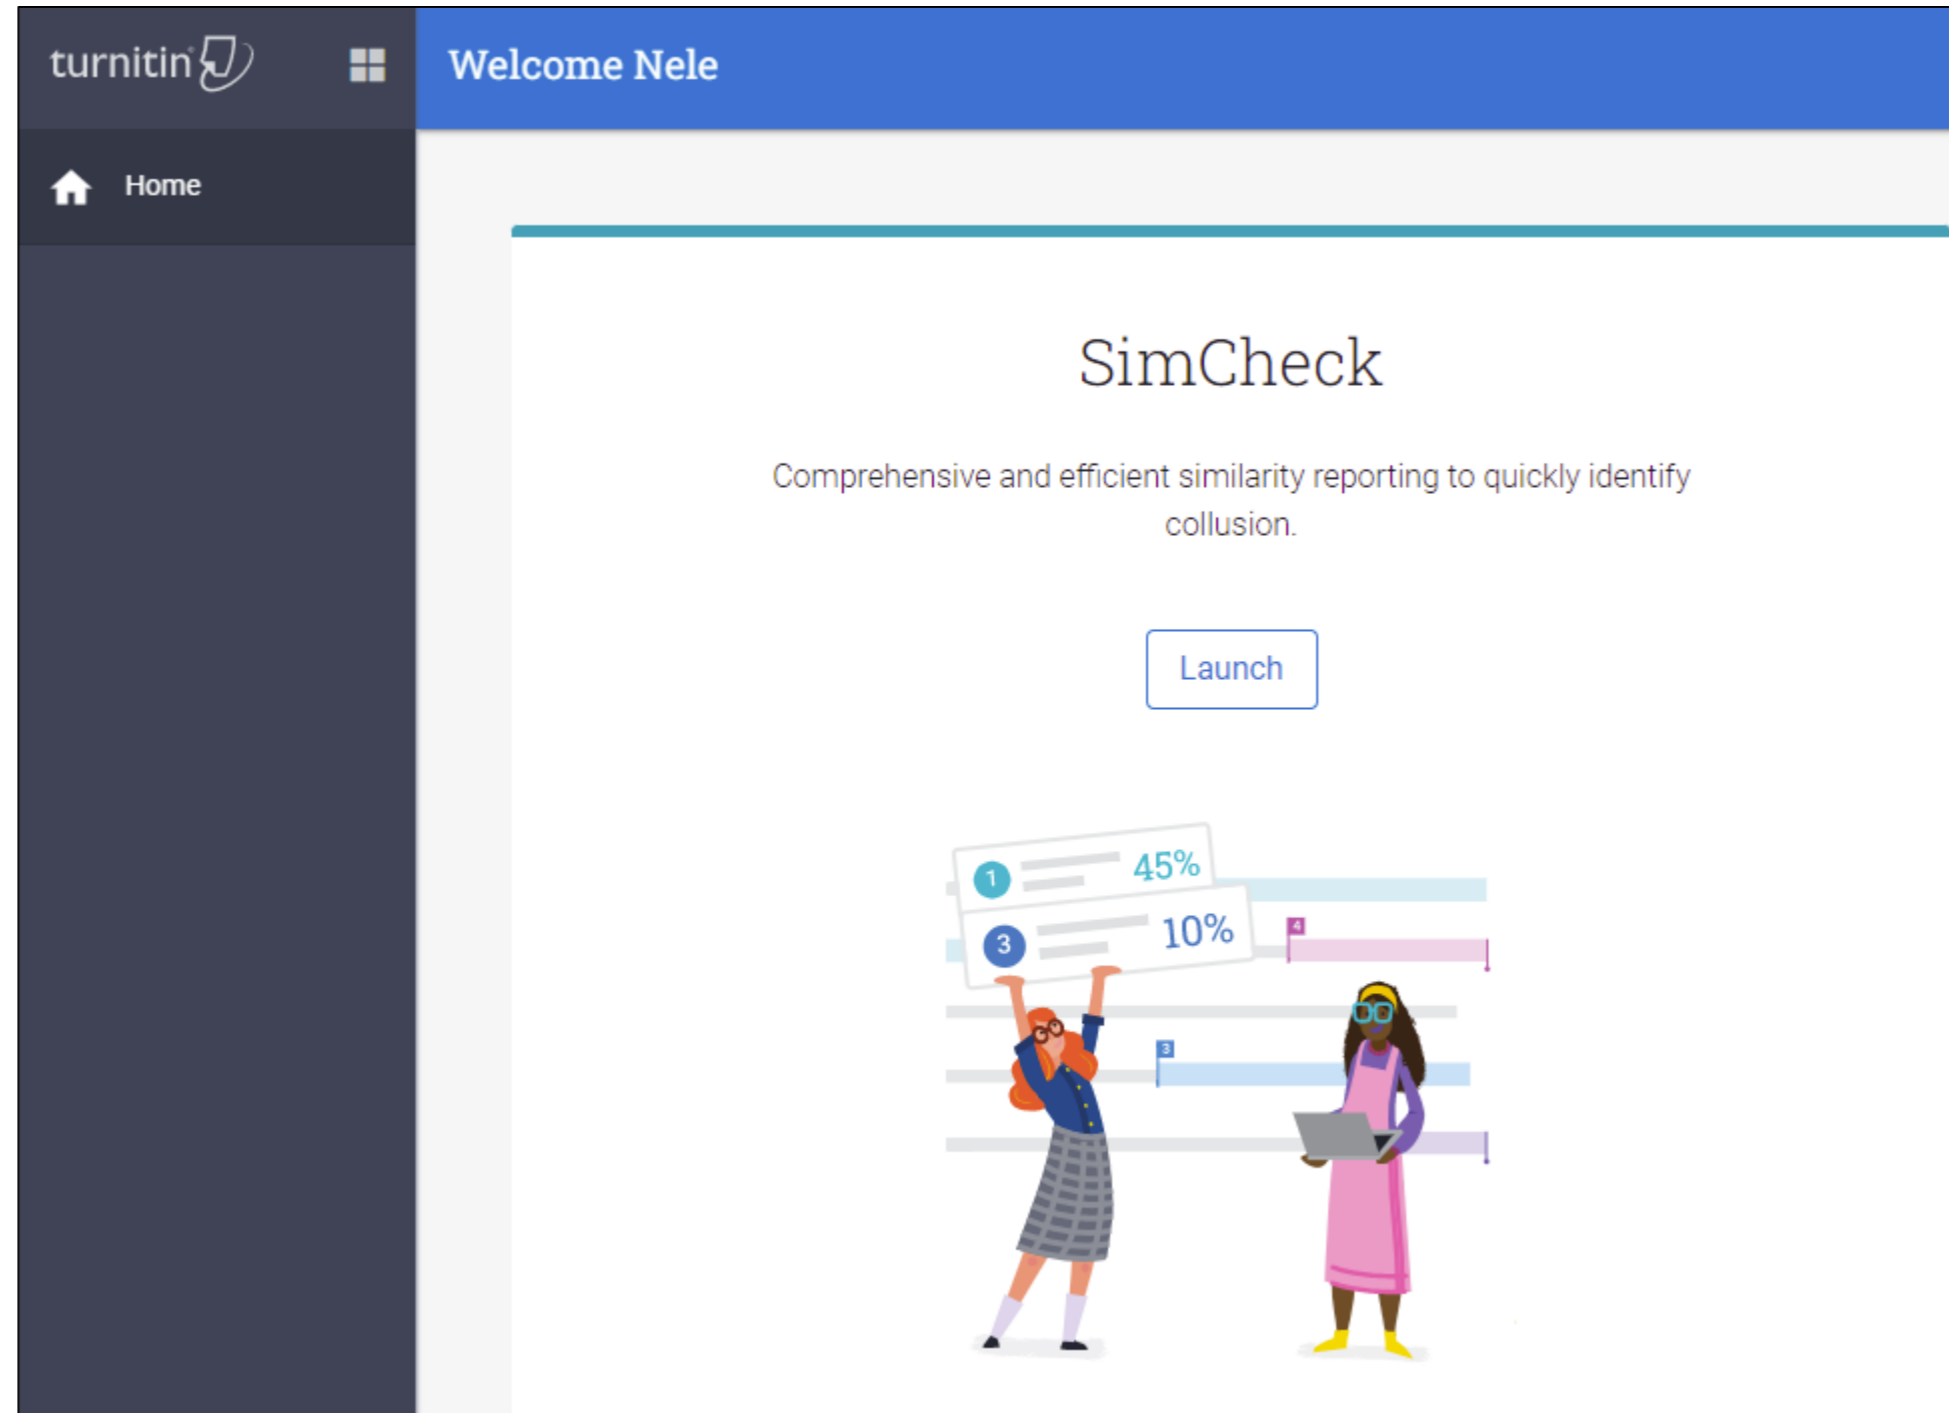 turnitin
Welcome Nele
Home
SimCheck
Comprehensive and efficient similarity reporting to quickly identify
collusion.
Launch
1 45%
3 10%
4
3